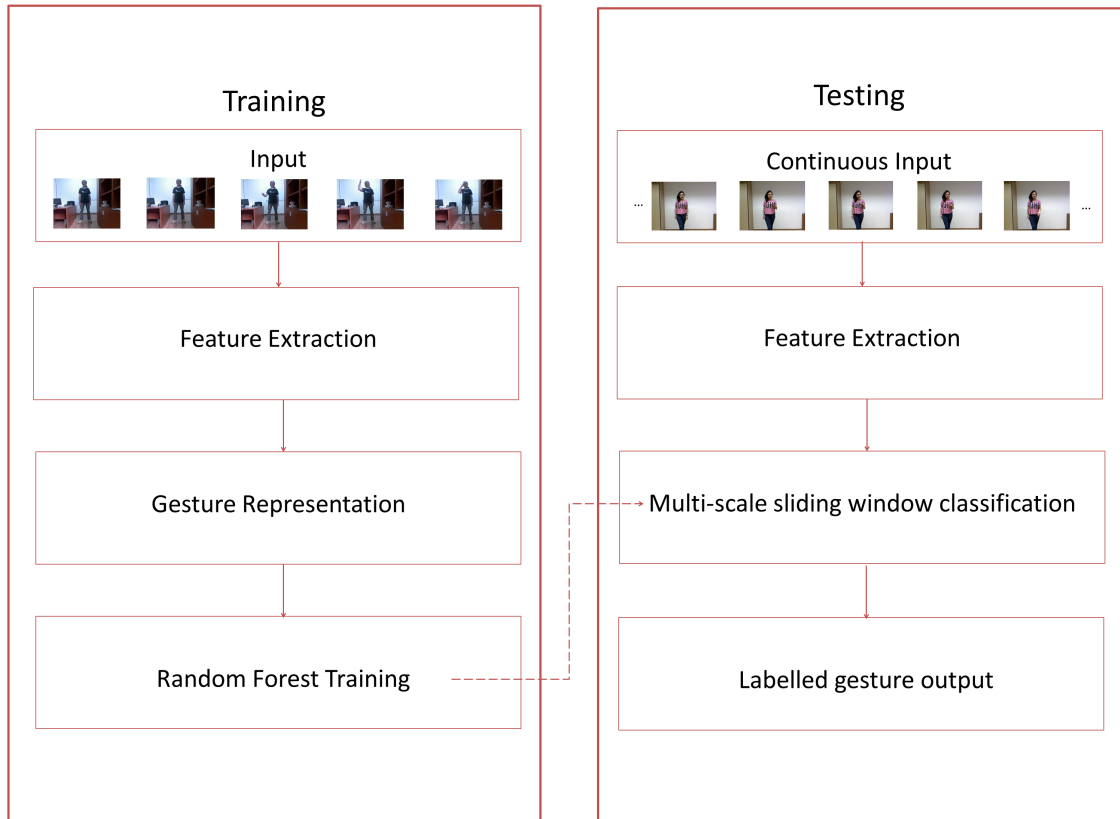 Training
Input
Feature Extraction
Gesture Representation
Random Forest Training
Testing
Continuous Input
... ...
Feature Extraction
Multi-scale sliding window classification
Labelled gesture output